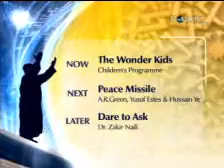 NOW The Wonder Kids
Children's Programme
NEXT Peace Missile
A.R.Green, Yusuf Estes & Hussain Ye
LATER Dare to Ask
Dr. Zakir Naik